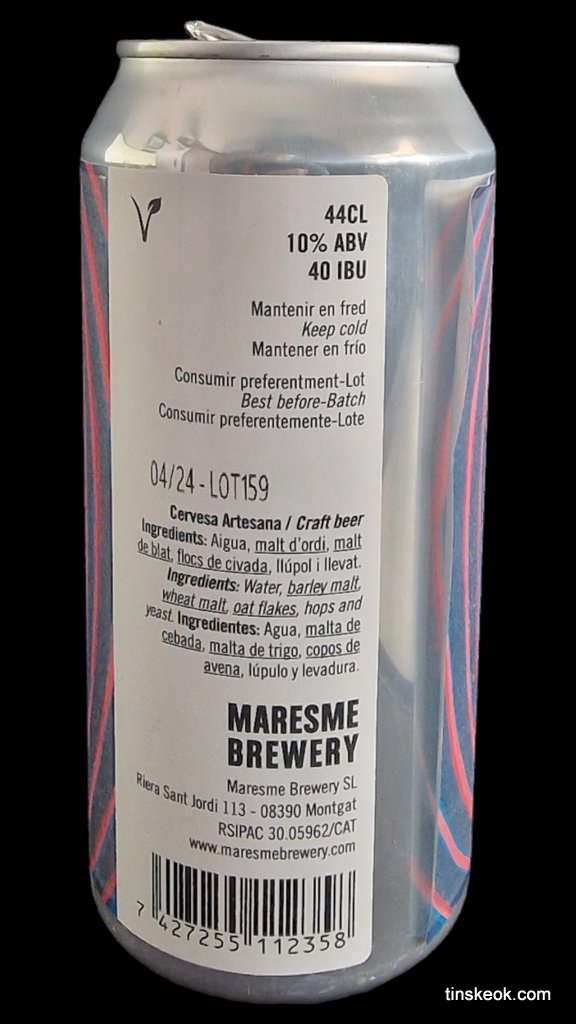 44CL
10% ABV
40 IBU
Mantenir en fred
Keep cold
Mantener en frío
Consumir preferentment-Lot
Best before-Batch
Consumir preferentemente-Lote
04/24-LOT159
Cervesa Artesana / Craft beer
Ingredients: Aigua, malt d'ordi, malt
de blat, flocs de civada, llúpol i llevat.
Ingredients: Water, barley malt,
wheat malt, oat flakes, hops and
yeast. Ingredientes: Agua, malta de
cebada, malta de trigo, copos de
avena, lúpulo y levadura.
MARESME
BREWERY
Maresme Brewery SL
Riera Sant Jordi 113 - 08390 Montgat
RSIPAC 30.05962/CAT
www.maresmebrewery.com
7 427255 112358
tinskeok.com